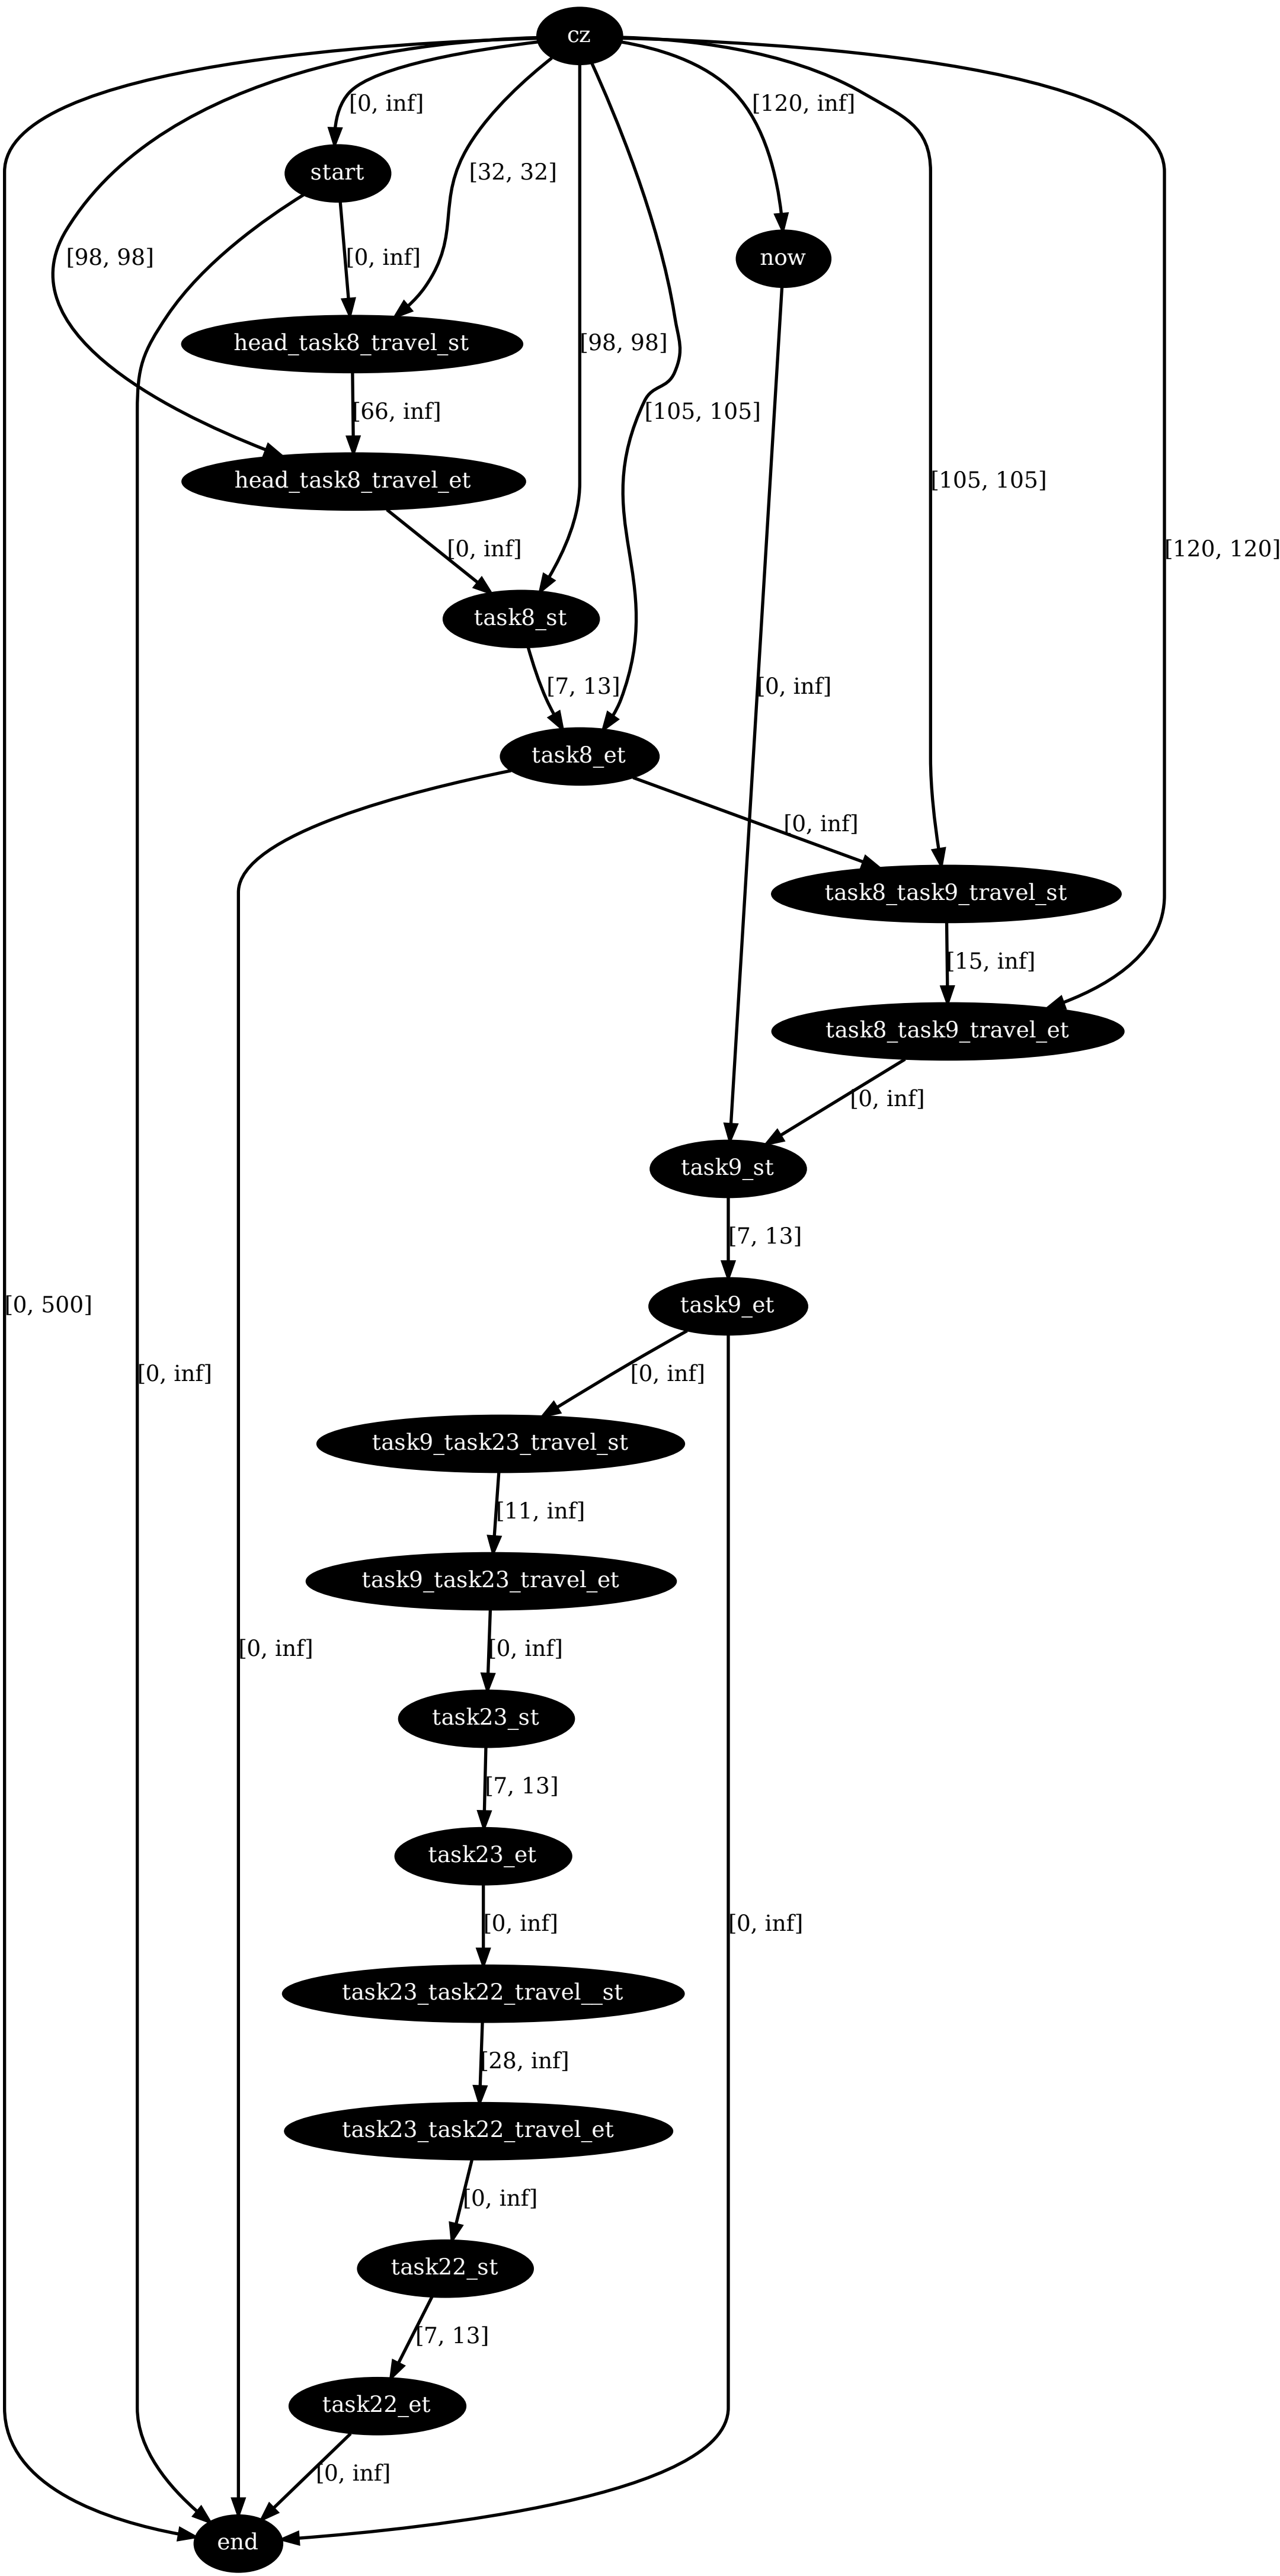 cz
[0, inf]
[120, inf]
start
[32, 32]
[98, 98]
[0, inf]
now
head_task8_travel_st
[98, 98]
[66, inf]
[105, 105]
head_task8_travel_et
[105, 105]
[0, inf]
[120, 120]
task8_st
[7, 13]
[0, inf]
task8_et
[0, inf]
task8_task9_travel_st
[15, inf]
task8_task9_travel_et
[0, inf]
task9_st
[7, 13]
[0, 500]
task9_et
[0, inf]
[0, inf]
task9_task23_travel_st
[11, inf]
task9_task23_travel_et
[0, inf]
[0, inf]
task23_st
[7, 13]
task23_et
[0, inf]
[0, inf]
task23_task22_travel__st
[28, inf]
task23_task22_travel_et
[0, inf]
task22_st
[7, 13]
task22_et
[0, inf]
end